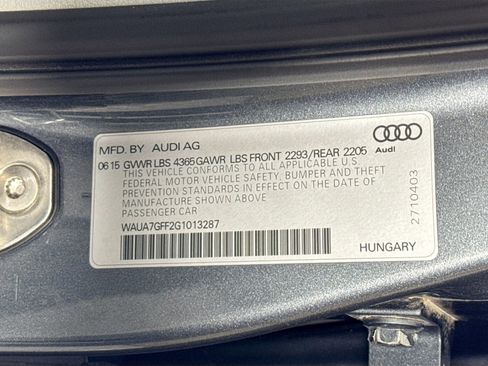 MFD. BY AUDI AG
06 15 GVWR LBS 4365 GAWR LBS FRONT 2293/REAR 2205
THIS VEHICLE CONFORMS TO ALL APPLICABLE U.S.
FEDERAL MOTOR VEHICLE SAFETY, BUMPER AND THEFT
PREVENTION STANDARDS IN EFFECT ON THE DATE OF
MANUFACTURE SHOWN ABOVE
PASSENGER CAR
WAUA7GFF2G1013287
Audi
2710403
HUNGARY